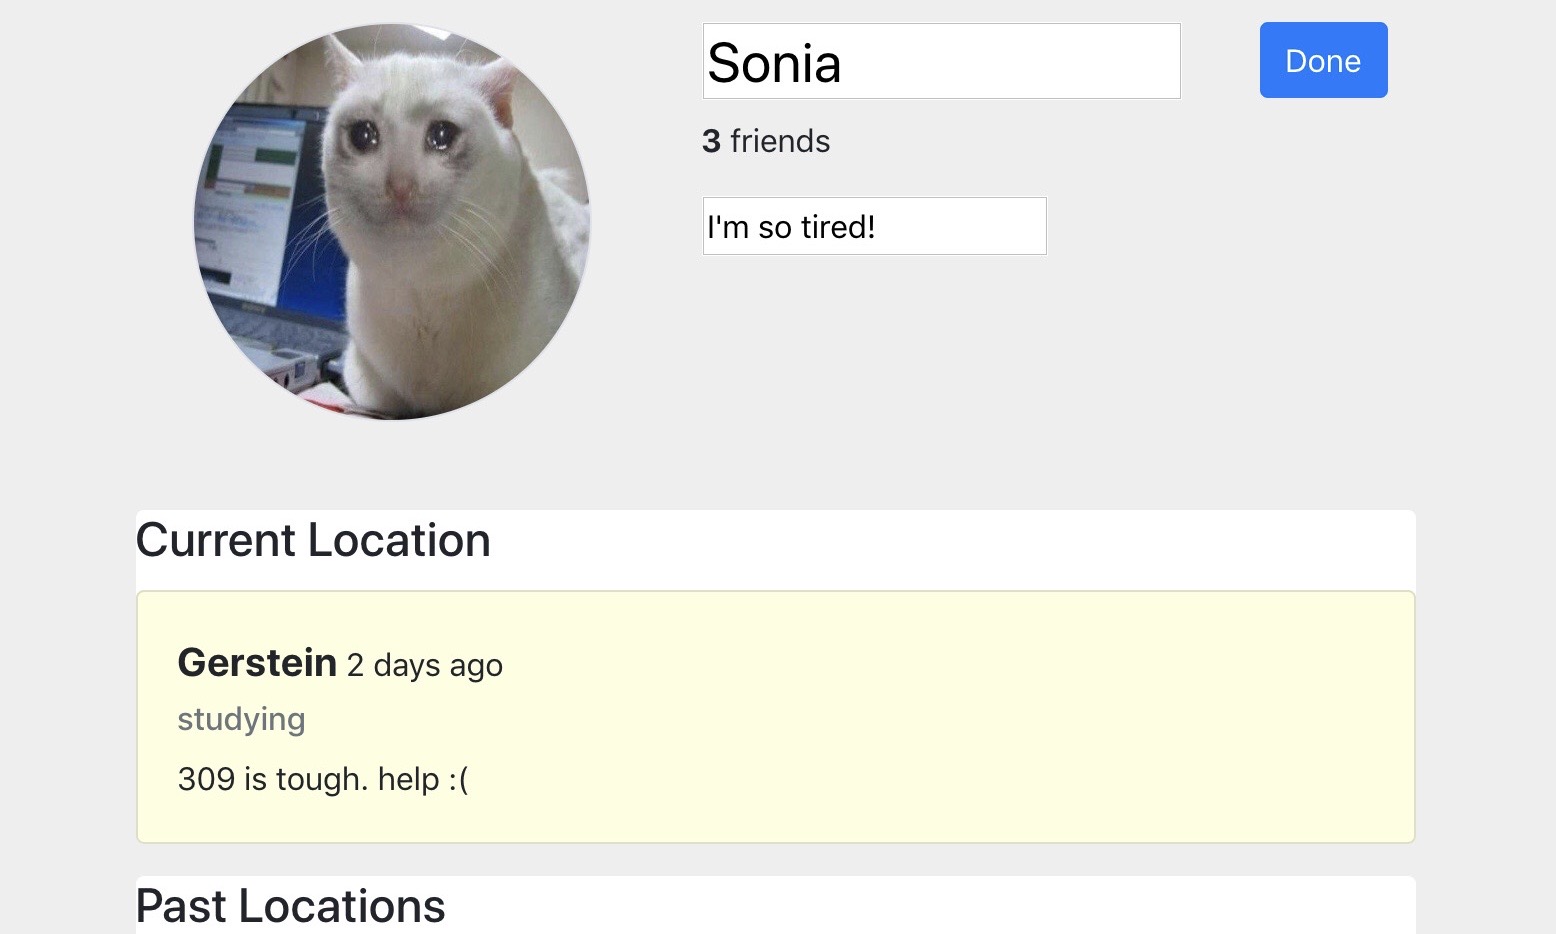 Sonia
Done
3 friends
I'm so tired!
Current Location
Gerstein 2 days ago
studying
309 is tough. help :(
Past Locations